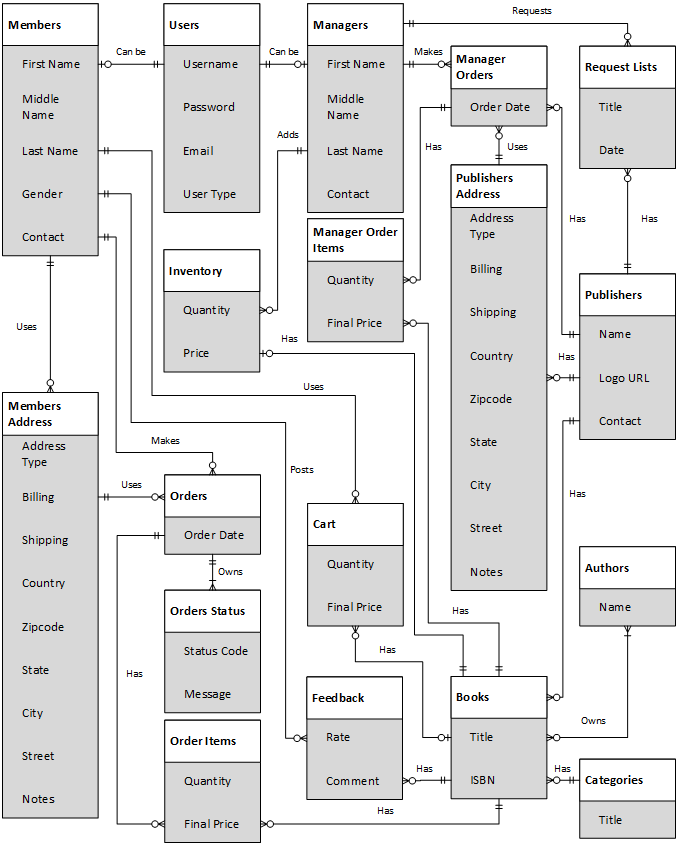 Members
First Name
Middle
Name
Last Name
Gender
Contact
Can be
Users
Username
Password
Email
User Type
Can be
Managers
First Name
Middle
Name
Last Name
Contact
Requests
Makes
Manager
Orders
Order Date
Request Lists
Title
Date
Adds
Has
Uses
Publishers
Address
Address
Type
Billing
Shipping
Country
Zipcode
State
City
Street
Notes
Has
Has
Inventory
Quantity
Price
Manager Order
Items
Quantity
Final Price
Has
Publishers
Name
Logo URL
Contact
Has
Uses
Members
Address
Address
Type
Billing
Shipping
Country
Zipcode
State
City
Street
Notes
Uses
Makes
Uses
Orders
Order Date
Posts
Has
Owns
Cart
Quantity
Final Price
Orders Status
Status Code
Message
Has
Has
Has
Authors
Name
Owns
Feedback
Rate
Comment
Has
Books
Title
ISBN
Has
Categories
Title
Order Items
Quantity
Final Price
Has